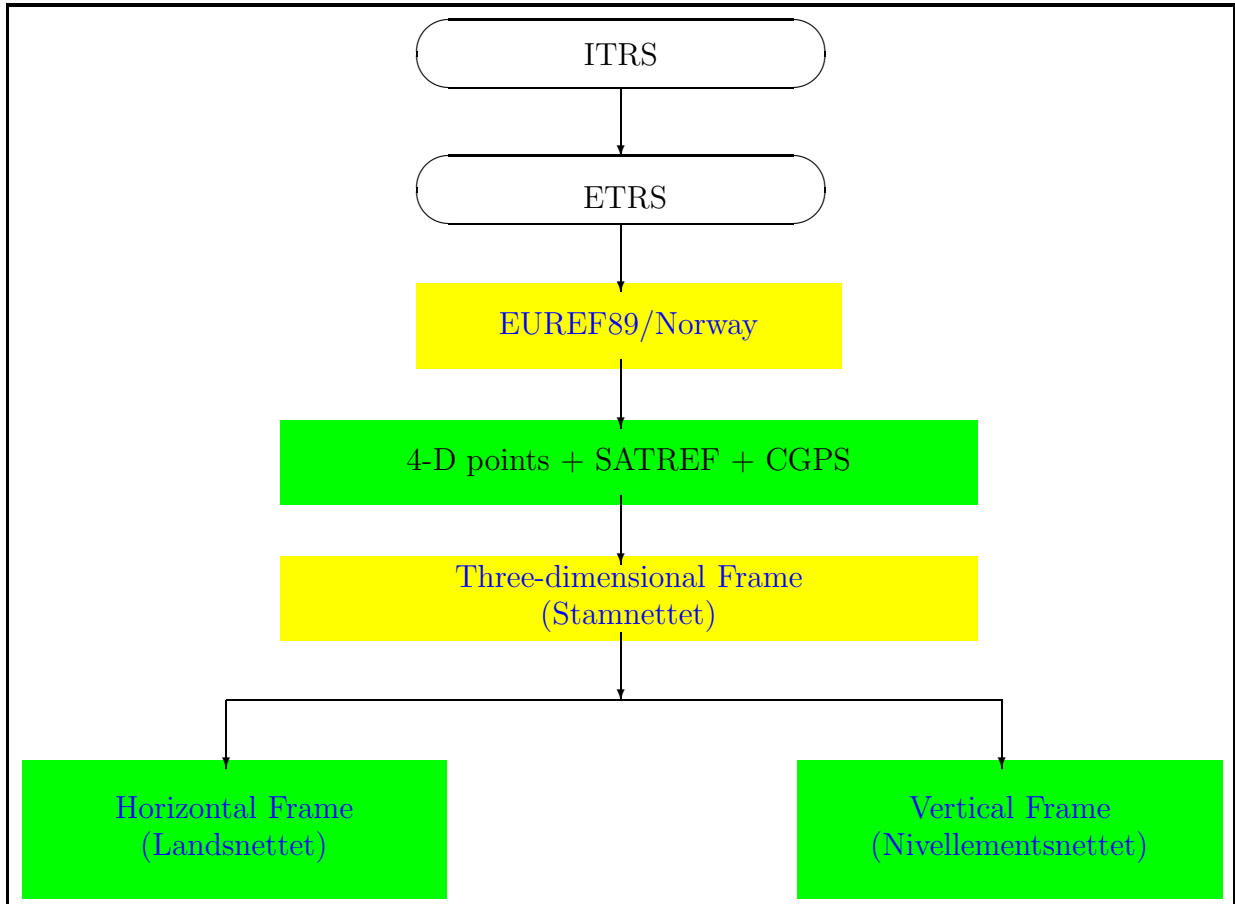 ITRS
ETRS
EUREF89/Norway
4-D points + SATREF + CGPS
Three-dimensional Frame
(Stamnettet)
Horizontal Frame
(Landsnettet)
Vertical Frame
(Nivellementsnettet)